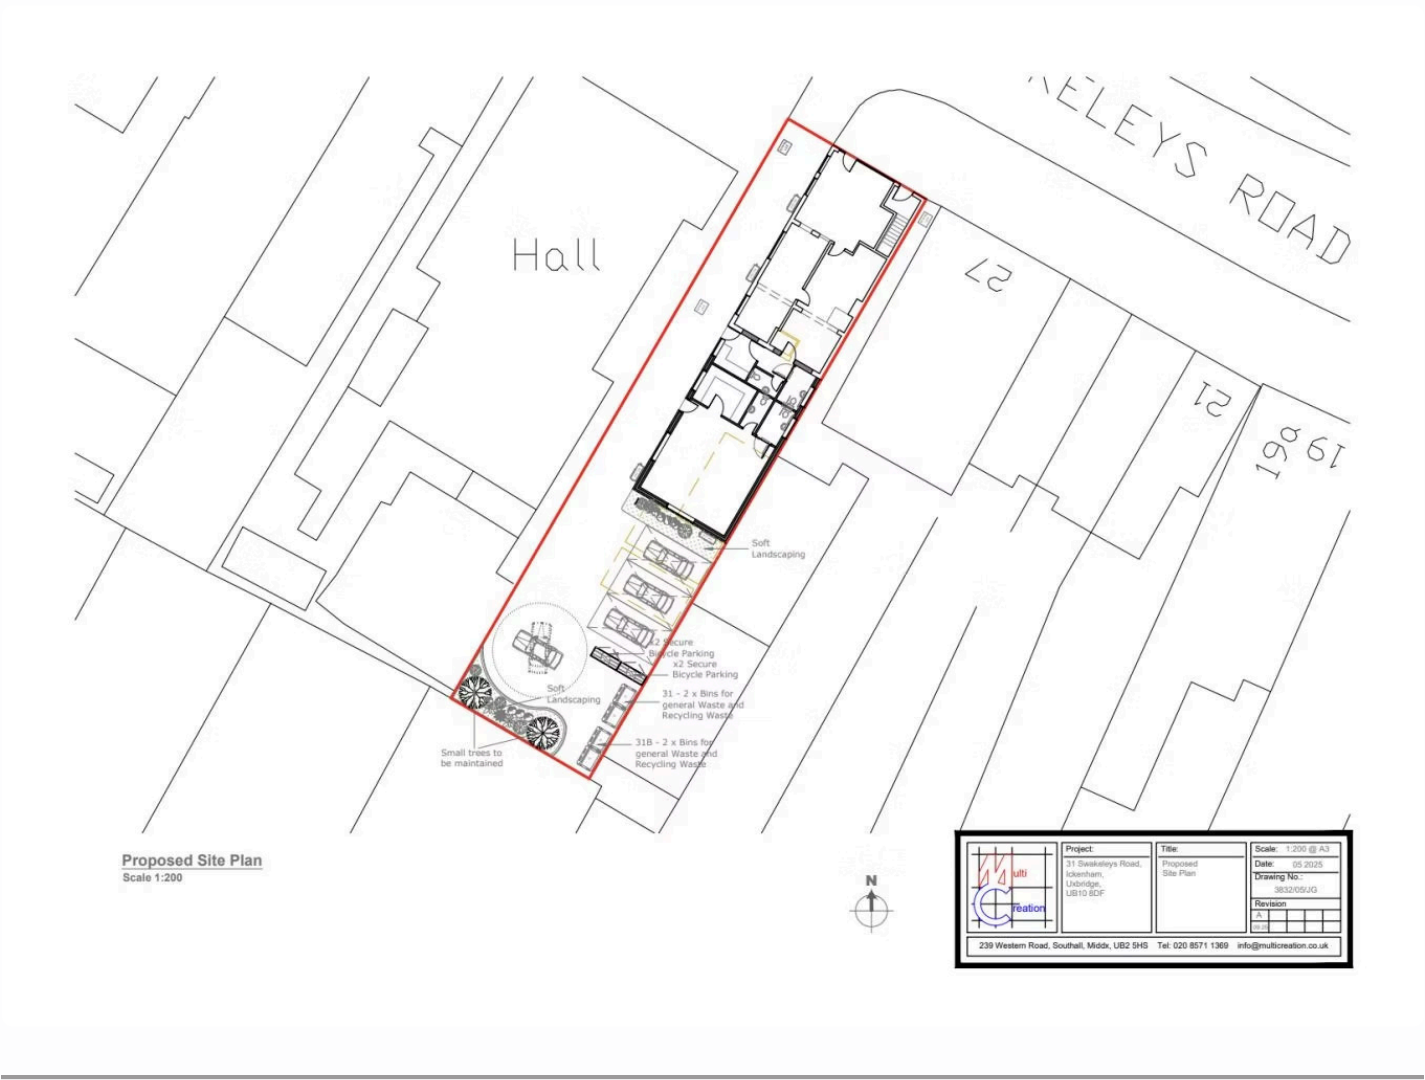 KELEYS ROAD
Hall
27
21
19a
19
Soft
Landscaping
x2 Secure
Bicycle Parking
x2 Secure
Bicycle Parking
31 - 2 x Bins for
general Waste and
Recycling Waste
Soft
Landscaping
31B - 2 x Bins for
general Waste and
Recycling Waste
Small trees to
be maintained
Proposed Site Plan
Scale 1:200
N
Multi
Creation
Project:
31 Swakeleys Road,
Ickenham,
Uxbridge,
UB10 8DF
Title:
Proposed
Site Plan
Scale: 1:200 @ A3
Date: 05 2025
Drawing No.:
3832/05/JG
Revision
A
239 Western Road, Southall, Middx, UB2 5HS Tel: 020 8571 1369 info@multicreation.co.uk